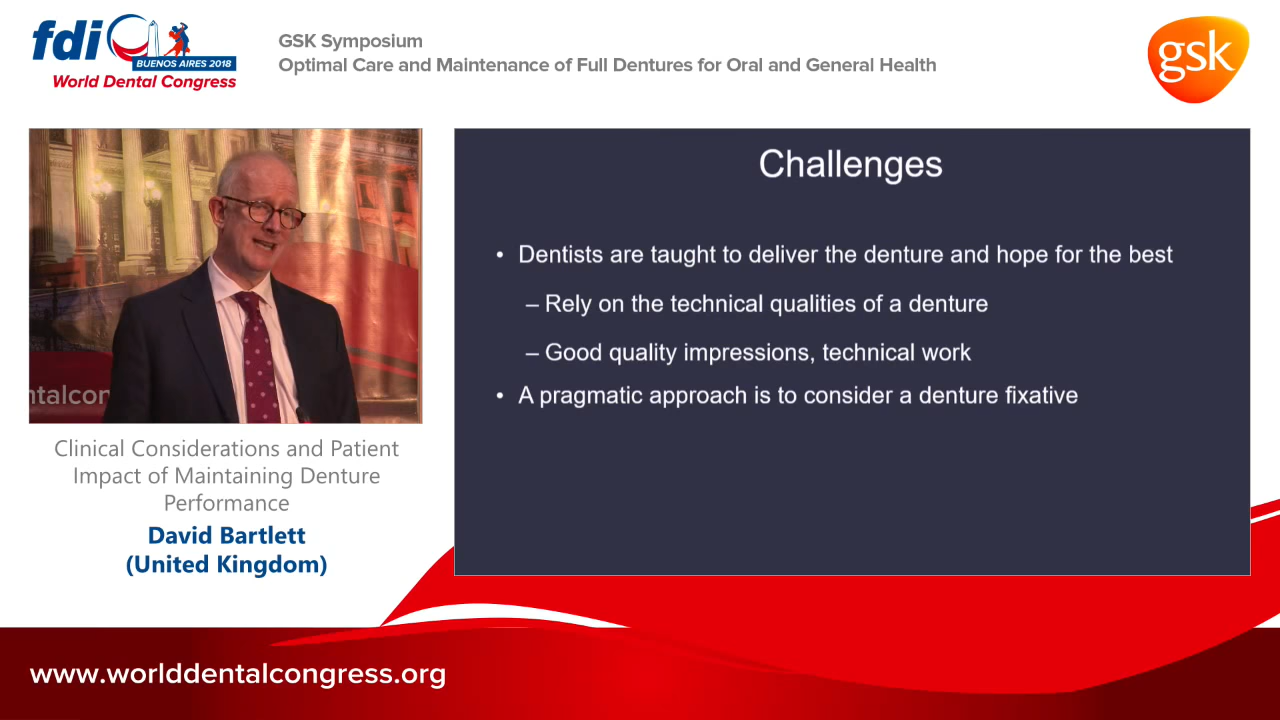 fdi
BUENOS AIRES 2018
World Dental Congress
GSK Symposium
Optimal Care and Maintenance of Full Dentures for Oral and General Health
gsk
ntalcon
Clinical Considerations and Patient
Impact of Maintaining Denture
Performance
David Bartlett
(United Kingdom)
Challenges
• Dentists are taught to deliver the denture and hope for the best
– Rely on the technical qualities of a denture
– Good quality impressions, technical work
• A pragmatic approach is to consider a denture fixative
www.worlddentalcongress.org